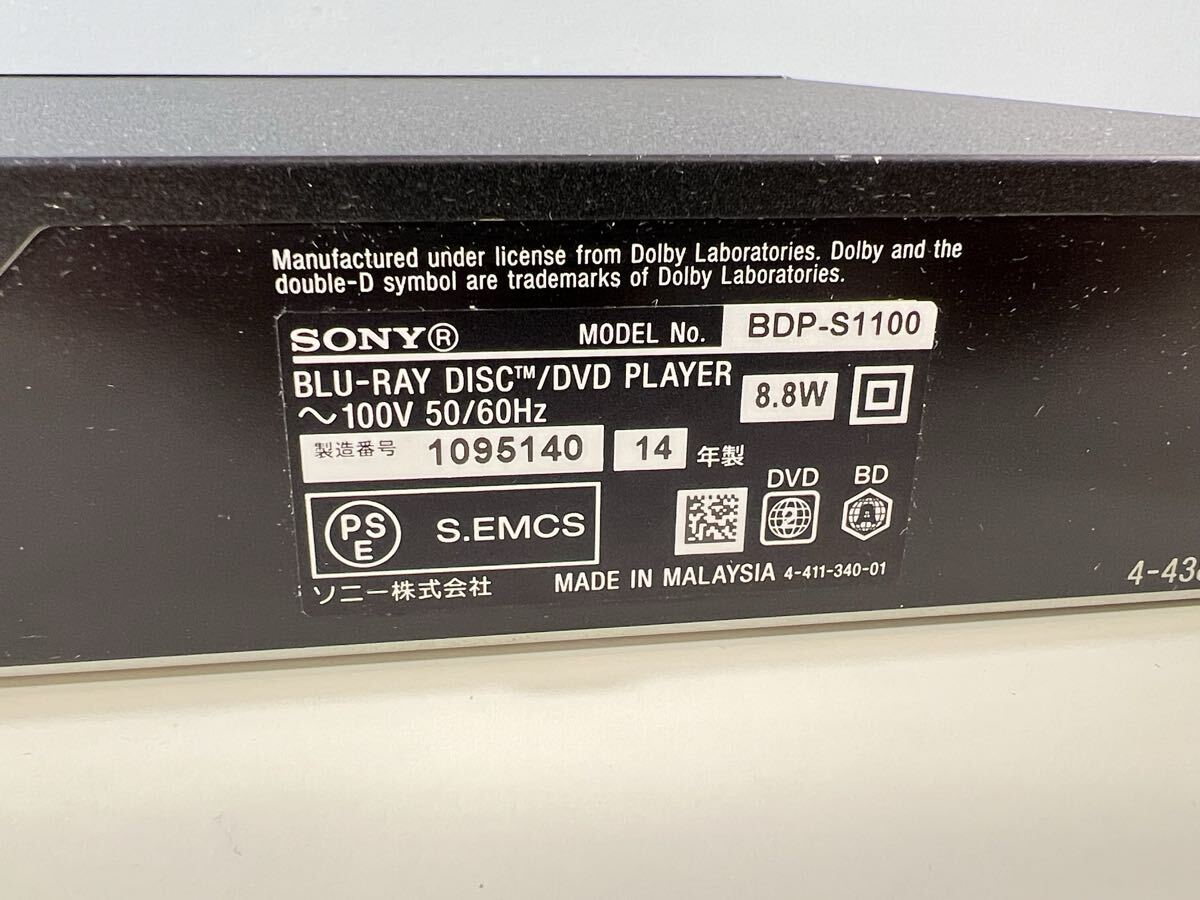 Manufactured under license from Dolby Laboratories. Dolby and the
double-D symbol are trademarks of Dolby Laboratories.
SONY® MODEL No. BDP-S1100
BLU-RAY DISC™/DVD PLAYER 8.8W
～100V 50/60Hz
製造番号 1095140 14 年製
DVD BD
2 A
PSE S.EMCS
ソニー株式会社 MADE IN MALAYSIA 4-411-340-01